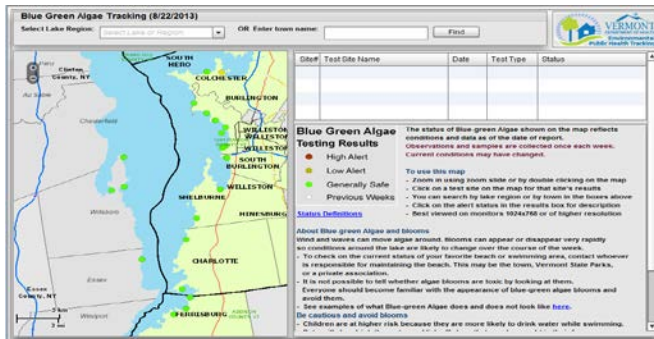 Blue Green Algae Tracking (8/22/2013)
Select Lake Region:
Select Lake or Region
OR Enter town name:
Find
VERMONT
DEPARTMENT OF HEALTH
Environmental
Public Health Tracking
Site#
Test Site Name
Date
Test Type
Status
Peru
Clinton
County, NY
Au Sable
Chesterfield
Willsboro
Essex
Essex
County, NY
Westport
SOUTH
HERO
COLCHESTER
BURLINGTON
WILLISTON
WILLISTON
WILLISTON
SOUTH
BURLINGTON
WILLISTON
SHELBURNE
HINESBURG
CHARLOTTE
FERRISBURG
ADDISON
Blue Green Algae
Testing Results
High Alert
Low Alert
Generally Safe
Previous Weeks
Status Definitions
The status of Blue-green Algae shown on the map reflects
conditions and data as of the date of report.
Observations and samples are collected once each week.
Current conditions may have changed.
To use this map
- Zoom in using zoom slide or by double clicking on the map
- Click on a test site on the map for that site's results
- You can search by lake region or by town in the boxes above
- Click on the alert status in the results box for description
- Best viewed on monitors 1024x768 or of higher resolution
About Blue green Algae and blooms
Wind and waves can move algae around. Blooms can appear or disappear very rapidly
so conditions around the lake are likely to change over the course of the week.
- To check on the current status of your favorite beach or swimming area, contact whoever
is responsible for maintaining the beach. This may be the town, Vermont State Parks,
or a private association.
- It is not possible to tell whether algae blooms are toxic by looking at them.
Everyone should become familiar with the appearance of blue-green algae blooms and
avoid them.
- See examples of what Blue Green Algae does and does not look like here.
Be cautious and avoid blooms
- Children are at higher risk because they are more likely to drink water while swimming.